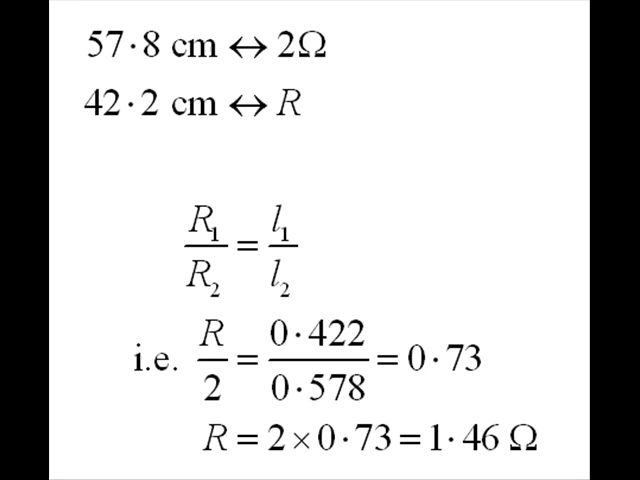 57·8 cm ↔ 2Ω
42·2 cm ↔ R
R₁/R₂ = l₁/l₂
i.e. R/2 = 0·422/0·578 = 0·73
R = 2 × 0·73 = 1·46 Ω